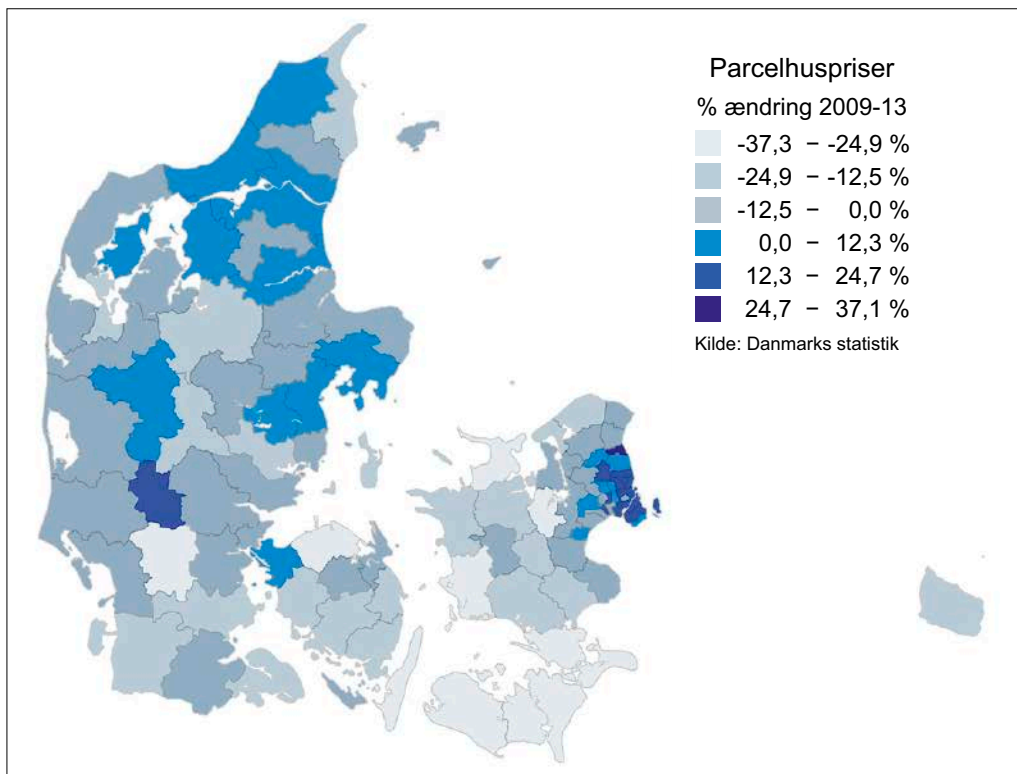 Parcelhuspriser
% ændring 2009-13
-37,3 – -24,9 %
-24,9 – -12,5 %
-12,5 – 0,0 %
0,0 – 12,3 %
12,3 – 24,7 %
24,7 – 37,1 %
Kilde: Danmarks statistik